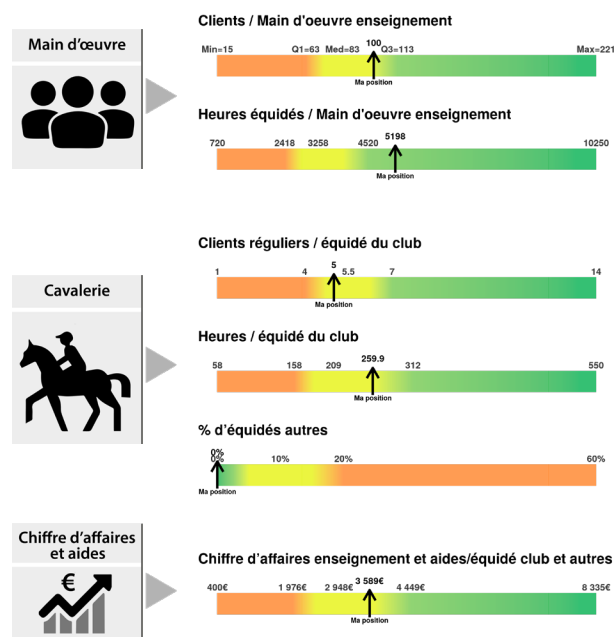 Main d'œuvre
Clients / Main d'oeuvre enseignement
Min=15 Q1=63 Med=83 100 Q3=113 Max=221
Ma position
Heures équidés / Main d'oeuvre enseignement
720 2418 3258 4520 5198 10250
Ma position
Cavalerie
Clients réguliers / équidé du club
1 4 5 5.5 7 14
Ma position
Heures / équidé du club
58 158 209 259.9 312 550
Ma position
% d'équidés autres
0%
0% 10% 20% 60%
Ma position
Chiffre d'affaires
et aides
€
Chiffre d'affaires enseignement et aides/équidé club et autres
400€ 1 976€ 2 948€ 3 589€ 4 449€ 8 335€
Ma position